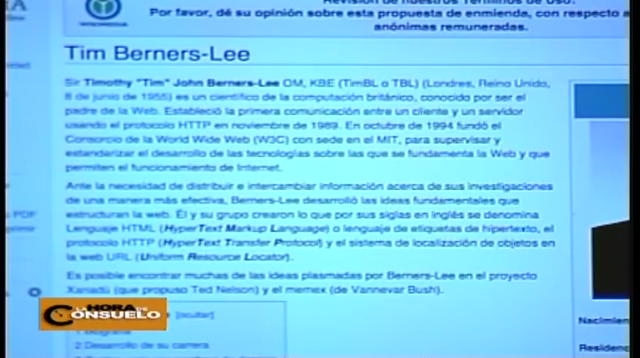 Revisión de nuestros Términos de Uso:
Por favor, dé su opinión sobre esta propuesta de enmienda, con respecto a
anónimas remuneradas.
Tim Berners-Lee
Sir Timothy "Tim" John Berners-Lee OM, KBE (TimBL o TBL) (Londres, Reino Unido,
8 de junio de 1955) es un científico de la computación británico, conocido por ser el
padre de la Web. Estableció la primera comunicación entre un cliente y un servidor
usando el protocolo HTTP en noviembre de 1989. En octubre de 1994 fundó el
Consorcio de la World Wide Web (W3C) con sede en el MIT, para supervisar y
estandarizar el desarrollo de las tecnologías sobre las que se fundamenta la Web y que
permiten el funcionamiento de Internet.
Ante la necesidad de distribuir e intercambiar información acerca de sus investigaciones
de una manera más efectiva, Berners-Lee desarrolló las ideas fundamentales que
estructuran la web. Él y su grupo crearon lo que por sus siglas en inglés se denomina
Lenguaje HTML (HyperText Markup Language) o lenguaje de etiquetas de hipertexto, el
protocolo HTTP (HyperText Transfer Protocol) y el sistema de localización de objetos en
la web URL (Uniform Resource Locator).
Es posible encontrar muchas de las ideas plasmadas por Berners-Lee en el proyecto
Xanadú (que propuso Ted Nelson) y el memex (de Vannevar Bush).
[ocultar]
2 Desarrollo de su carrera
PDF
Nacimien
Residenc
LA HORA DE
CONSUELO